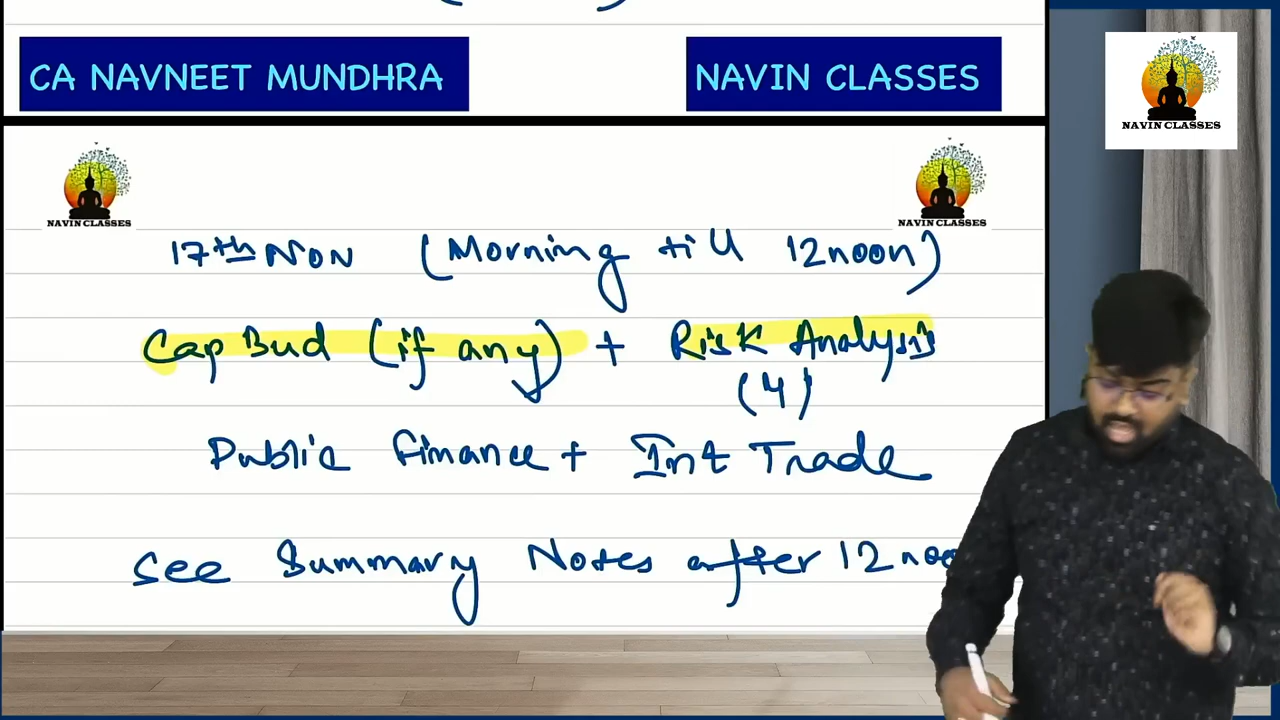 CA NAVNEET MUNDHRA
NAVIN CLASSES
NAVIN CLASSES
NAVIN CLASSES
NAVIN CLASSES
17th Nov (Morning till 12noon)
Cap Bud (if any) + Risk Analysis
(4)
Public Finance + Int Trade
See Summary Notes after 12